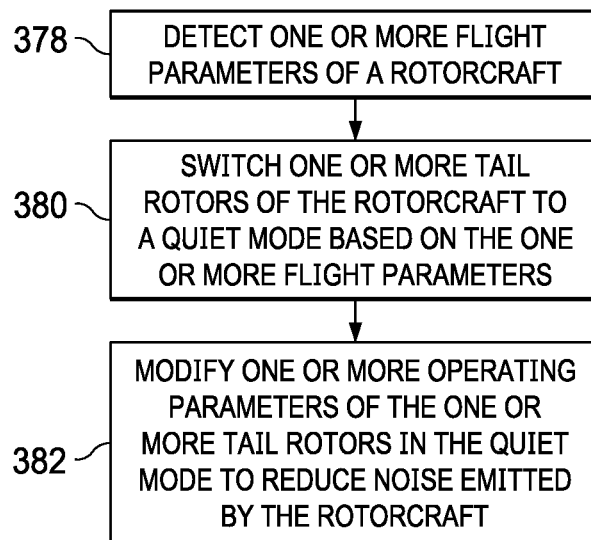 378
DETECT ONE OR MORE FLIGHT
PARAMETERS OF A ROTORCRAFT
380
SWITCH ONE OR MORE TAIL
ROTORS OF THE ROTORCRAFT TO
A QUIET MODE BASED ON THE ONE
OR MORE FLIGHT PARAMETERS
382
MODIFY ONE OR MORE OPERATING
PARAMETERS OF THE ONE OR
MORE TAIL ROTORS IN THE QUIET
MODE TO REDUCE NOISE EMITTED
BY THE ROTORCRAFT